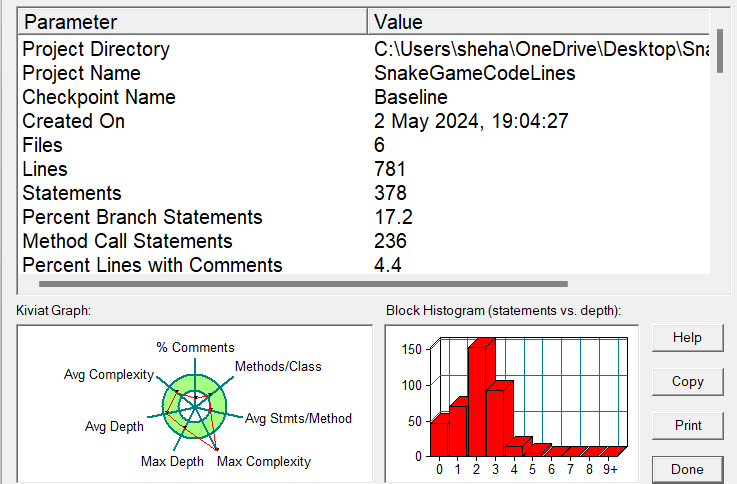 Parameter Value
Project Directory C:\Users\sheha\OneDrive\Desktop\Sna
Project Name SnakeGameCodeLines
Checkpoint Name Baseline
Created On 2 May 2024, 19:04:27
Files 6
Lines 781
Statements 378
Percent Branch Statements 17.2
Method Call Statements 236
Percent Lines with Comments 4.4
Kiviat Graph: Block Histogram (statements vs. depth):
% Comments
Methods/Class
Avg Complexity
Avg Stmts/Method
Avg Depth
Max Depth Max Complexity
150
100
50
0
0 1 2 3 4 5 6 7 8 9+
Help
Copy
Print
Done